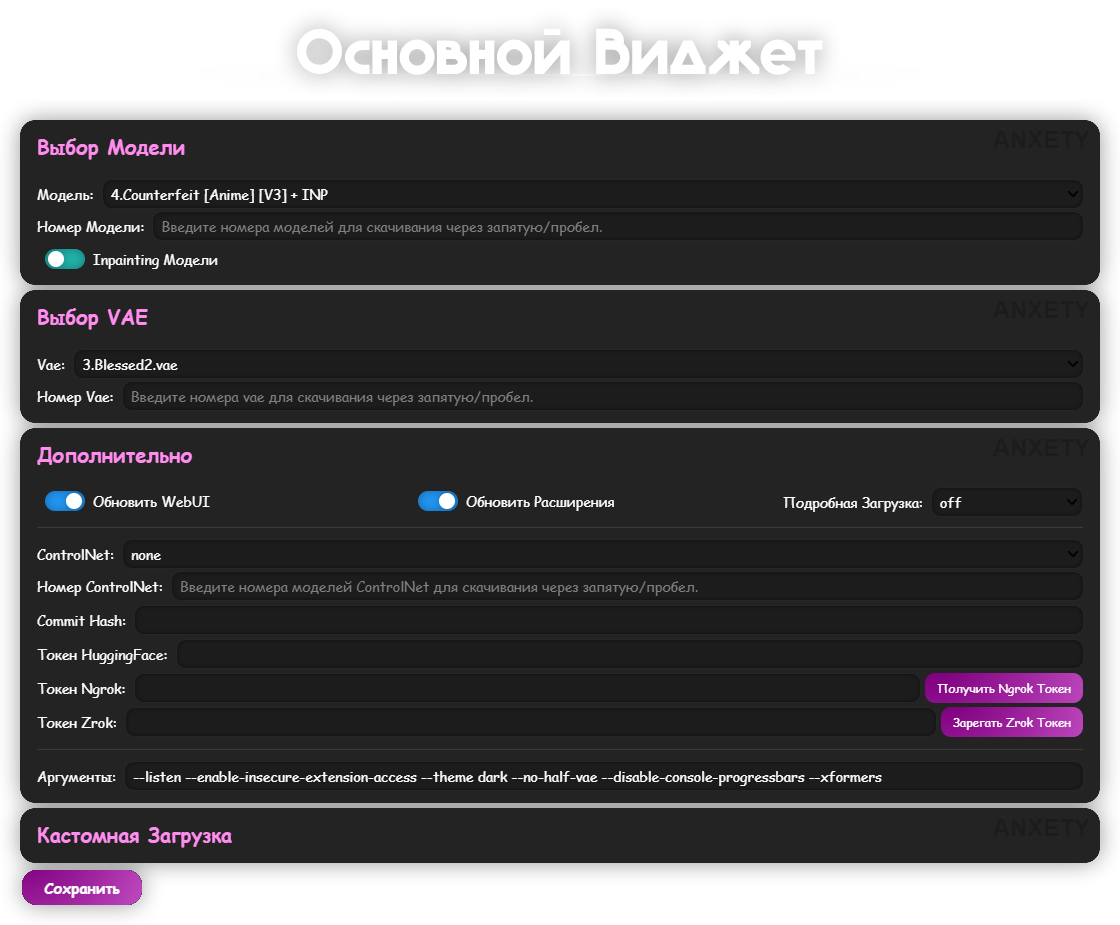 Основной Виджет
ANXETY
Выбор Модели
Модель: 4.Counterfeit [Anime] [V3] + INP
Номер Модели: Введите номера моделей для скачивания через запятую/пробел.
Inpainting Модели
ANXETY
Выбор VAE
Vae: 3.Blessed2.vae
Номер Vae: Введите номера vae для скачивания через запятую/пробел.
ANXETY
Дополнительно
Обновить WebUI Обновить Расширения Подробная Загрузка: off
ControlNet: none
Номер ControlNet: Введите номера моделей ControlNet для скачивания через запятую/пробел.
Commit Hash:
Токен HuggingFace:
Токен Ngrok: Получить Ngrok Токен
Токен Zrok: Зарегать Zrok Токен
Аргументы: --listen --enable-insecure-extension-access --theme dark --no-half-vae --disable-console-progressbars --xformers
ANXETY
Кастомная Загрузка
Сохранить